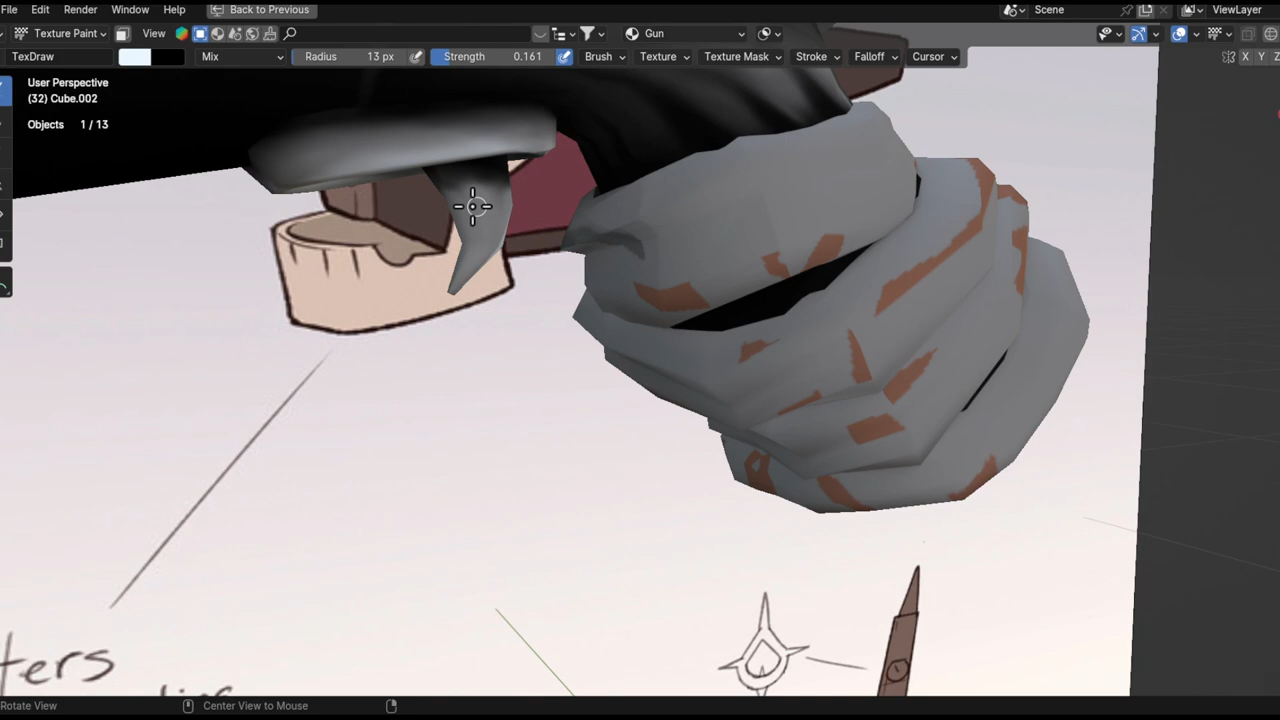 File Edit Render Window Help Back to Previous Scene ViewLayer
Texture Paint View Gun
TexDraw Mix Radius 13 px Strength 0.161 Brush Texture Texture Mask Stroke Falloff Cursor X Y Z
User Perspective
(32) Cube.002
Objects 1 / 13
ters
Rotate View Center View to Mouse